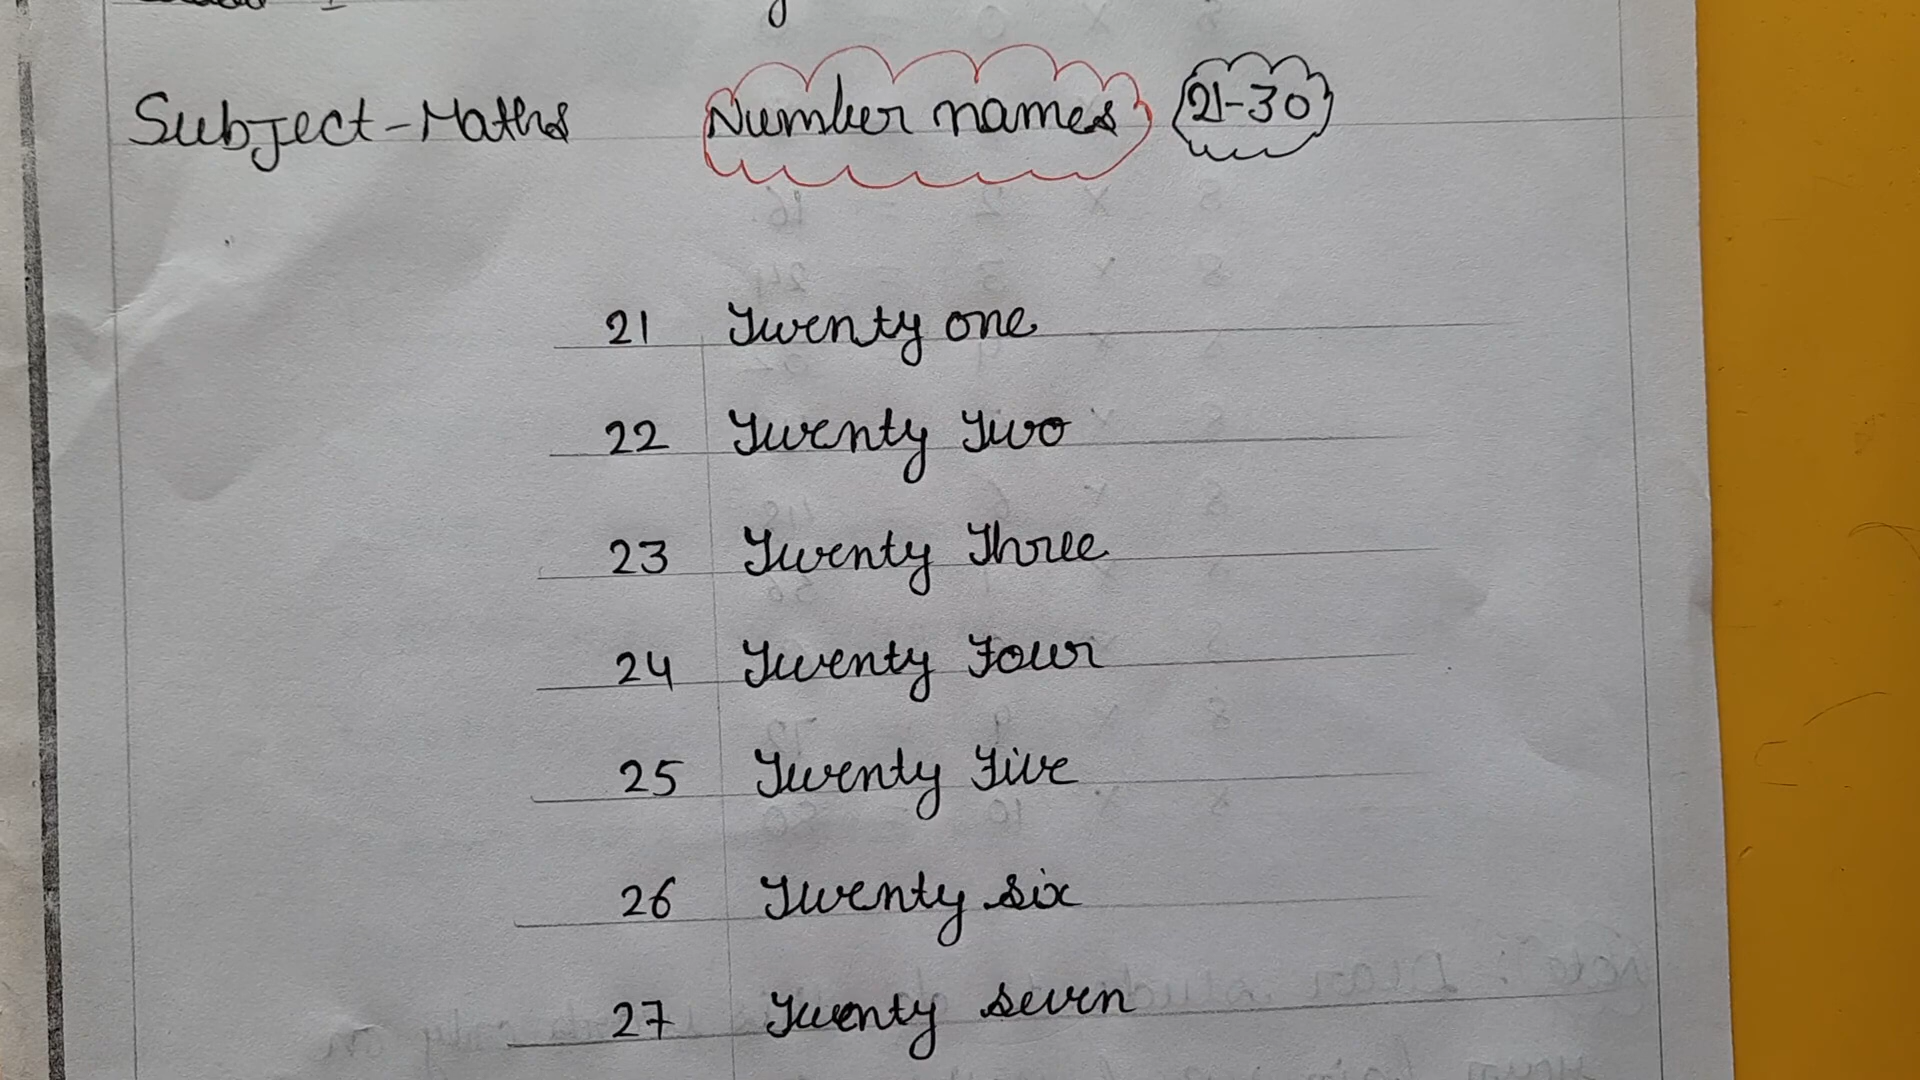 Subject-Maths Number names 21-30
21 Twenty one
22 Twenty Two
23 Twenty Three
24 Twenty Four
25 Twenty Five
26 Twenty six
27 Twenty seven